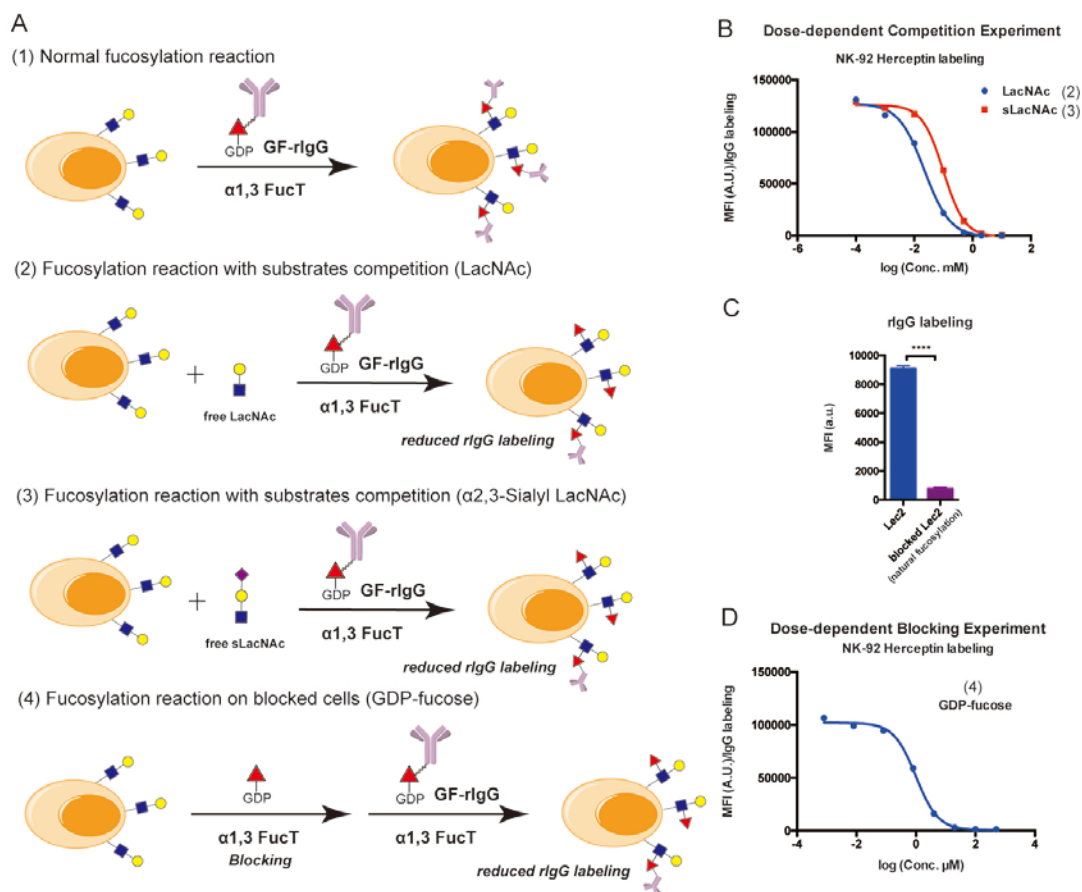 A
(1) Normal fucosylation reaction
GDP
GF-rIgG
α1,3 FucT
(2) Fucosylation reaction with substrates competition (LacNAc)
free LacNAc
GDP
GF-rIgG
α1,3 FucT
reduced rIgG labeling
(3) Fucosylation reaction with substrates competition (α2,3-Sialyl LacNAc)
free sLacNAc
GDP
GF-rIgG
α1,3 FucT
reduced rIgG labeling
(4) Fucosylation reaction on blocked cells (GDP-fucose)
GDP
α1,3 FucT
Blocking
GDP
GF-rIgG
α1,3 FucT
reduced rIgG labeling
B
Dose-dependent Competition Experiment
NK-92 Herceptin labeling
LacNAc (2)
sLacNAc (3)
MFI (A.U.)/IgG labeling
150000
100000
50000
0
-6 -4 -2 0 2
log (Conc. mM)
C
rIgG labeling
****
MFI (a.u.)
10000
8000
6000
4000
2000
0
Lec2
blocked Lec2
(natural fucosylation)
D
Dose-dependent Blocking Experiment
NK-92 Herceptin labeling
(4)
GDP-fucose
MFI (A.U.)/IgG labeling
150000
100000
50000
0
-4 -2 0 2 4
log (Conc. μM)